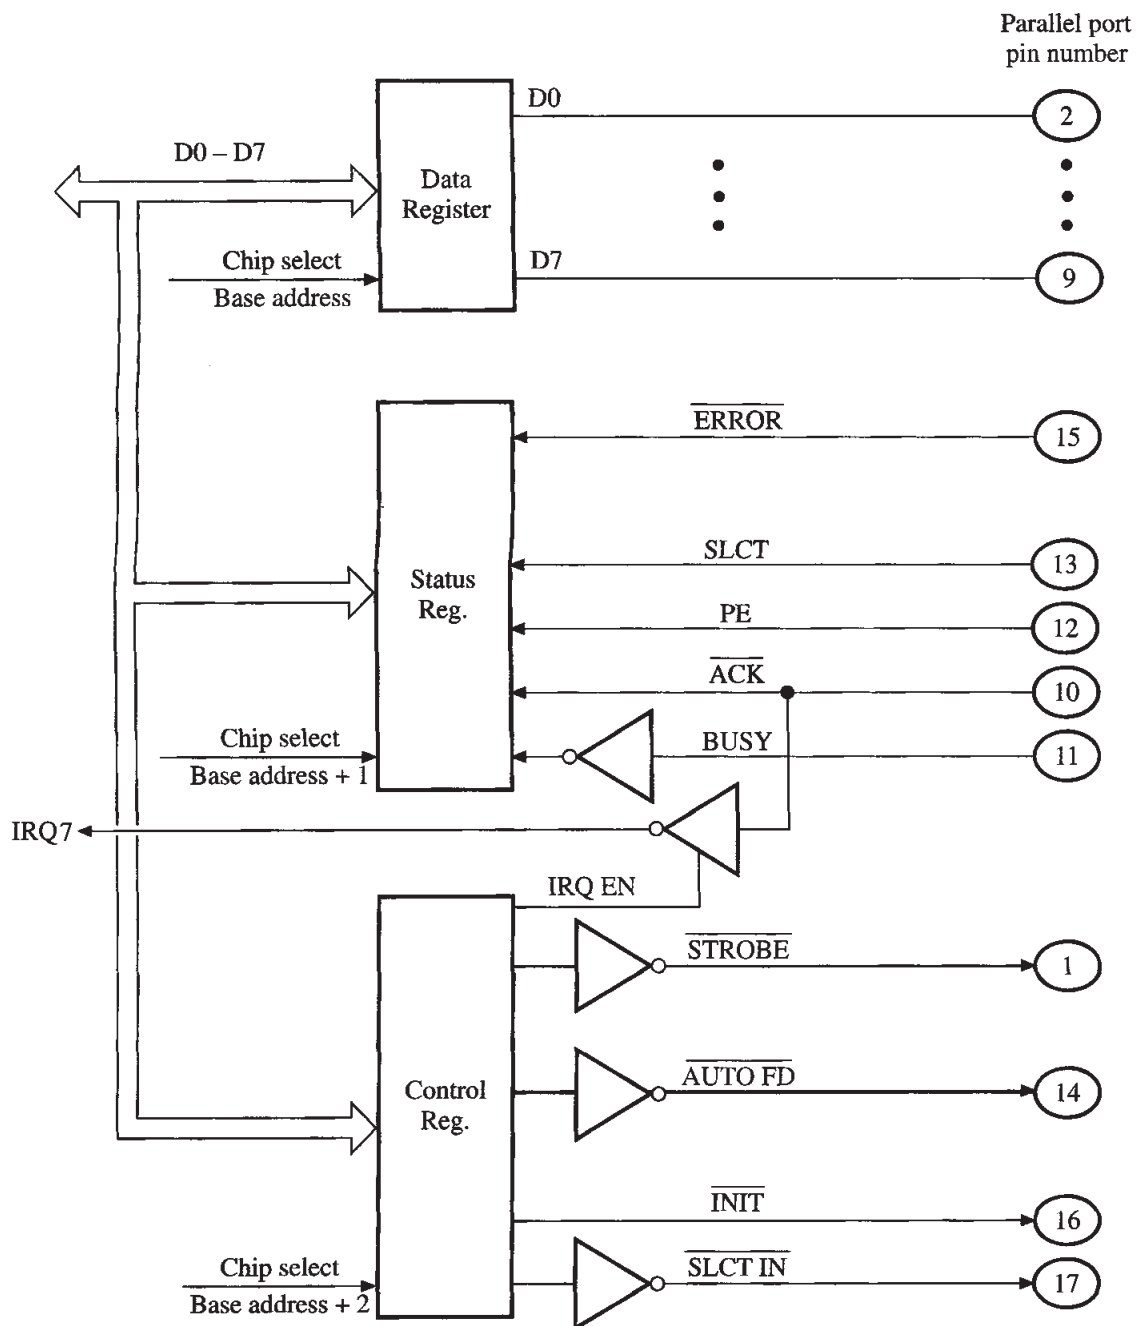 Parallel port
pin number
D0
2
D0 – D7
Data
Register
Chip select
Base address
D7
9
ERROR
15
SLCT
13
Status
Reg.
PE
12
ACK
10
Chip select
Base address + 1
BUSY
11
IRQ7
IRQ EN
STROBE
1
Control
Reg.
AUTO FD
14
INIT
16
Chip select
Base address + 2
SLCT IN
17